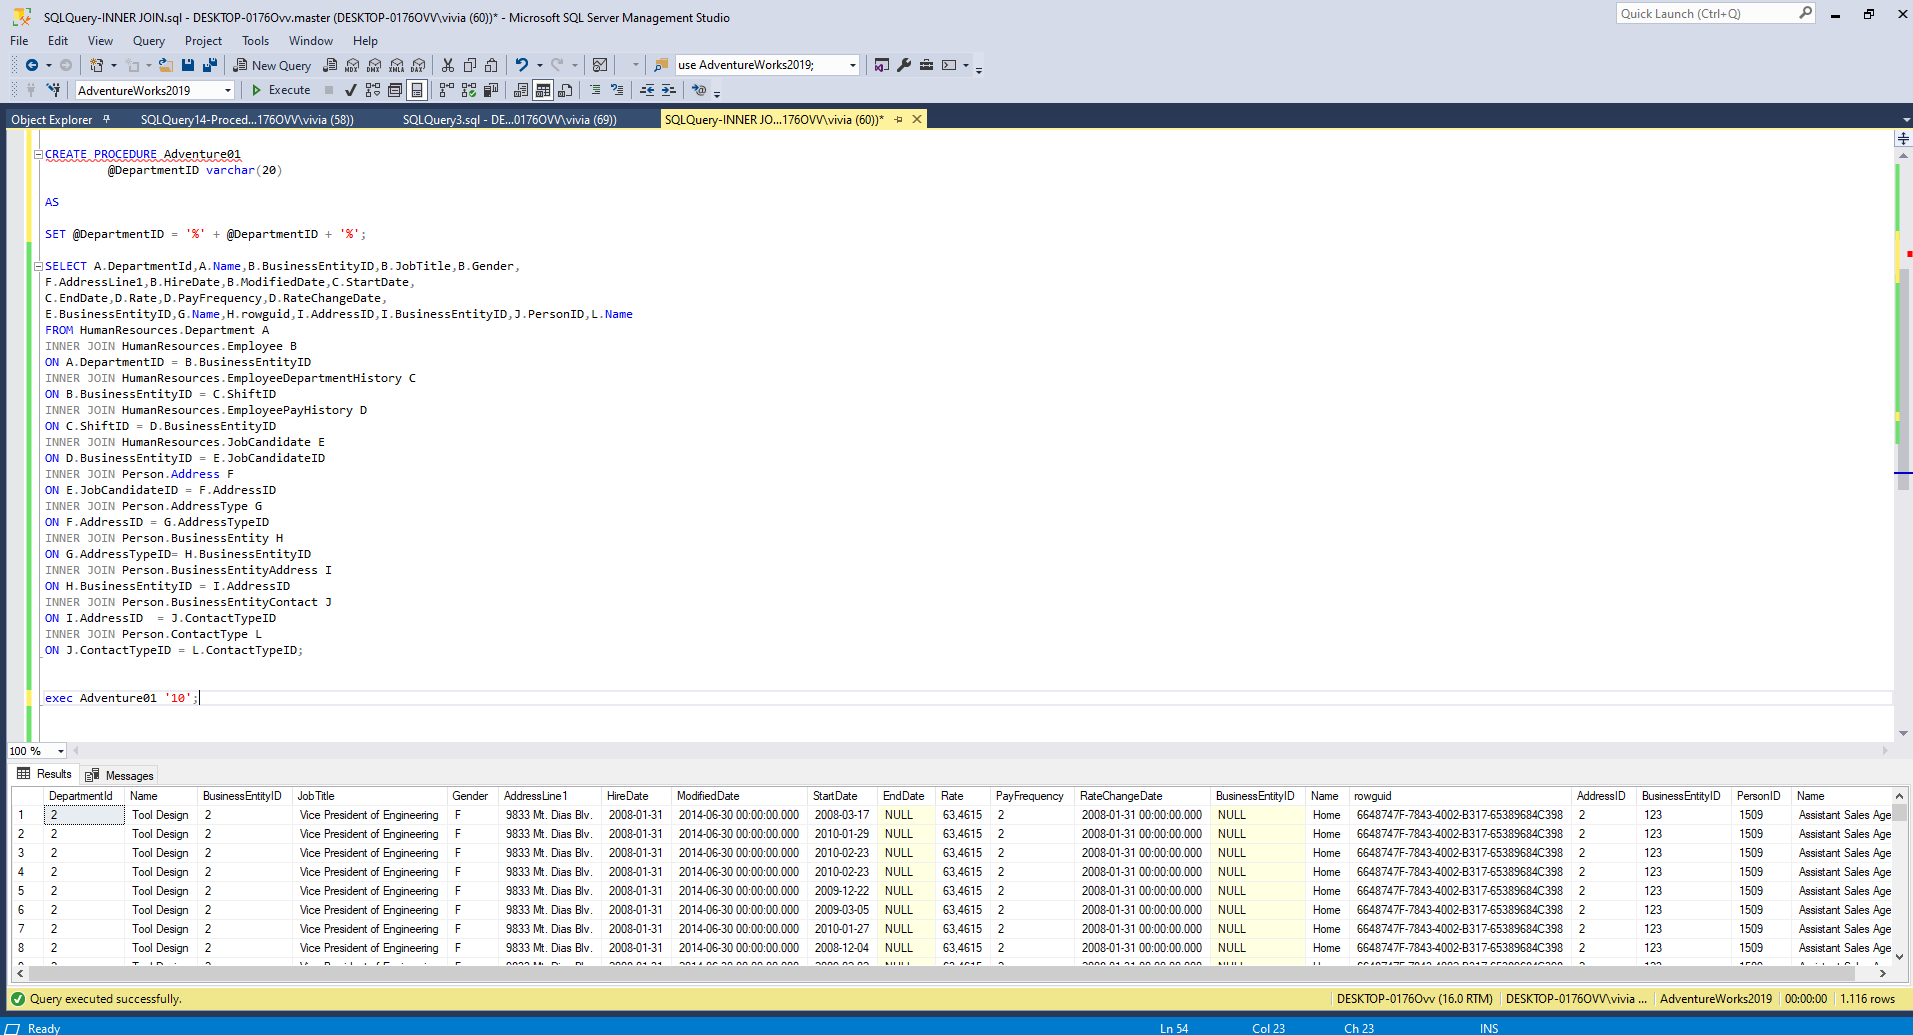 SQLQuery-INNER JOIN.sql - DESKTOP-0176Ovv.master (DESKTOP-0176OVV\vivia (60))* - Microsoft SQL Server Management Studio
Quick Launch (Ctrl+Q)
File Edit View Query Project Tools Window Help
New Query MDX DMX XMLA DAX use AdventureWorks2019;
AdventureWorks2019 Execute
Object Explorer SQLQuery14-Proced...176OVV\vivia (58)) SQLQuery3.sql - DE...0176OVV\vivia (69)) SQLQuery-INNER JO...176OVV\vivia (60))*
CREATE PROCEDURE Adventure01
@DepartmentID varchar(20)
AS
SET @DepartmentID = '%' + @DepartmentID + '%';
SELECT A.DepartmentId,A.Name,B.BusinessEntityID,B.JobTitle,B.Gender,
F.AddressLine1,B.HireDate,B.ModifiedDate,C.StartDate,
C.EndDate,D.Rate,D.PayFrequency,D.RateChangeDate,
E.BusinessEntityID,G.Name,H.rowguid,I.AddressID,I.BusinessEntityID,J.PersonID,L.Name
FROM HumanResources.Department A
INNER JOIN HumanResources.Employee B
ON A.DepartmentID = B.BusinessEntityID
INNER JOIN HumanResources.EmployeeDepartmentHistory C
ON B.BusinessEntityID = C.ShiftID
INNER JOIN HumanResources.EmployeePayHistory D
ON C.ShiftID = D.BusinessEntityID
INNER JOIN HumanResources.JobCandidate E
ON D.BusinessEntityID = E.JobCandidateID
INNER JOIN Person.Address F
ON E.JobCandidateID = F.AddressID
INNER JOIN Person.AddressType G
ON F.AddressID = G.AddressTypeID
INNER JOIN Person.BusinessEntity H
ON G.AddressTypeID= H.BusinessEntityID
INNER JOIN Person.BusinessEntityAddress I
ON H.BusinessEntityID = I.AddressID
INNER JOIN Person.BusinessEntityContact J
ON I.AddressID  = J.ContactTypeID
INNER JOIN Person.ContactType L
ON J.ContactTypeID = L.ContactTypeID;
exec Adventure01 '10';
100 %
Results Messages
DepartmentId Name BusinessEntityID JobTitle Gender AddressLine1 HireDate ModifiedDate StartDate EndDate Rate PayFrequency RateChangeDate BusinessEntityID Name rowguid AddressID BusinessEntityID PersonID Name
1 2 Tool Design 2 Vice President of Engineering F 9833 Mt. Dias Blv. 2008-01-31 2014-06-30 00:00:00.000 2008-03-17 NULL 63,4615 2 2008-01-31 00:00:00.000 NULL Home 6648747F-7843-4002-B317-65389684C398 2 123 1509 Assistant Sales Age
2 2 Tool Design 2 Vice President of Engineering F 9833 Mt. Dias Blv. 2008-01-31 2014-06-30 00:00:00.000 2010-01-29 NULL 63,4615 2 2008-01-31 00:00:00.000 NULL Home 6648747F-7843-4002-B317-65389684C398 2 123 1509 Assistant Sales Age
3 2 Tool Design 2 Vice President of Engineering F 9833 Mt. Dias Blv. 2008-01-31 2014-06-30 00:00:00.000 2010-02-23 NULL 63,4615 2 2008-01-31 00:00:00.000 NULL Home 6648747F-7843-4002-B317-65389684C398 2 123 1509 Assistant Sales Age
4 2 Tool Design 2 Vice President of Engineering F 9833 Mt. Dias Blv. 2008-01-31 2014-06-30 00:00:00.000 2010-02-23 NULL 63,4615 2 2008-01-31 00:00:00.000 NULL Home 6648747F-7843-4002-B317-65389684C398 2 123 1509 Assistant Sales Age
5 2 Tool Design 2 Vice President of Engineering F 9833 Mt. Dias Blv. 2008-01-31 2014-06-30 00:00:00.000 2009-12-22 NULL 63,4615 2 2008-01-31 00:00:00.000 NULL Home 6648747F-7843-4002-B317-65389684C398 2 123 1509 Assistant Sales Age
6 2 Tool Design 2 Vice President of Engineering F 9833 Mt. Dias Blv. 2008-01-31 2014-06-30 00:00:00.000 2009-03-05 NULL 63,4615 2 2008-01-31 00:00:00.000 NULL Home 6648747F-7843-4002-B317-65389684C398 2 123 1509 Assistant Sales Age
7 2 Tool Design 2 Vice President of Engineering F 9833 Mt. Dias Blv. 2008-01-31 2014-06-30 00:00:00.000 2010-01-27 NULL 63,4615 2 2008-01-31 00:00:00.000 NULL Home 6648747F-7843-4002-B317-65389684C398 2 123 1509 Assistant Sales Age
8 2 Tool Design 2 Vice President of Engineering F 9833 Mt. Dias Blv. 2008-01-31 2014-06-30 00:00:00.000 2008-12-04 NULL 63,4615 2 2008-01-31 00:00:00.000 NULL Home 6648747F-7843-4002-B317-65389684C398 2 123 1509 Assistant Sales Age
Query executed successfully. DESKTOP-0176Ovv (16.0 RTM) DESKTOP-0176OVV\vivia ... AdventureWorks2019 00:00:00 1.116 rows
Ready Ln 54 Col 23 Ch 23 INS